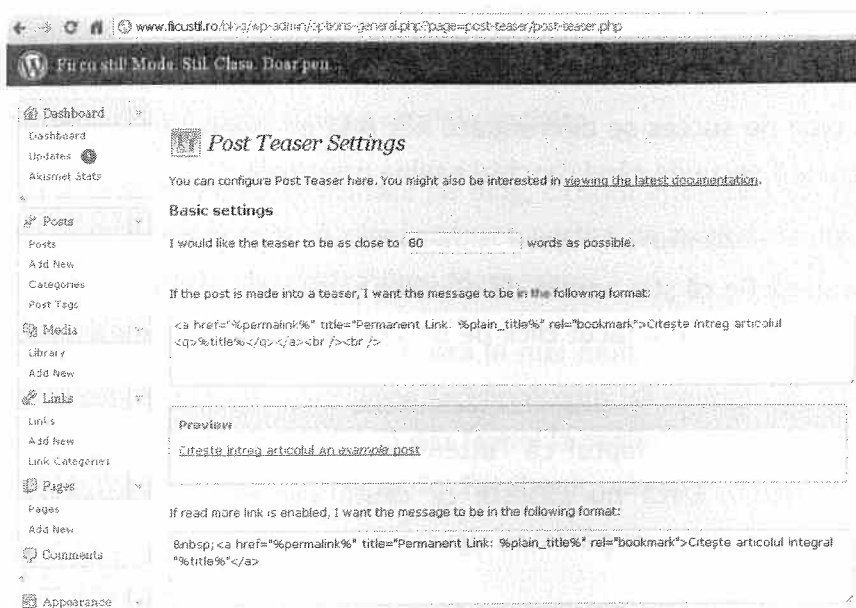 www.ficustil.ro/blog/wp-admin/options-general.php?page=post-teaser/post-teaser.php
Fii cu stil! Moda. Stil. Clasa. Doar pen...
Dashboard
Dashboard
Updates
Akismet Stats
Posts
Posts
Add New
Categories
Post Tags
Media
Library
Add New
Links
Links
Add New
Link Categories
Pages
Pages
Add New
Comments
Appearance
Post Teaser Settings
You can configure Post Teaser here. You might also be interested in viewing the latest documentation.
Basic settings
I would like the teaser to be as close to 60 words as possible.
If the post is made into a teaser, I want the message to be in the following format:
<a href="%permalink%" title="Permanent Link: %plain_title%" rel="bookmark">Citește întreg articolul
<q>%title%</q></a><br /><br />
Preview
Citește întreg articolul An example post
If read more link is enabled, I want the message to be in the following format:
&nbsp;<a href="%permalink%" title="Permanent Link: %plain_title%" rel="bookmark">Citește articolul integral
"%title%"</a>